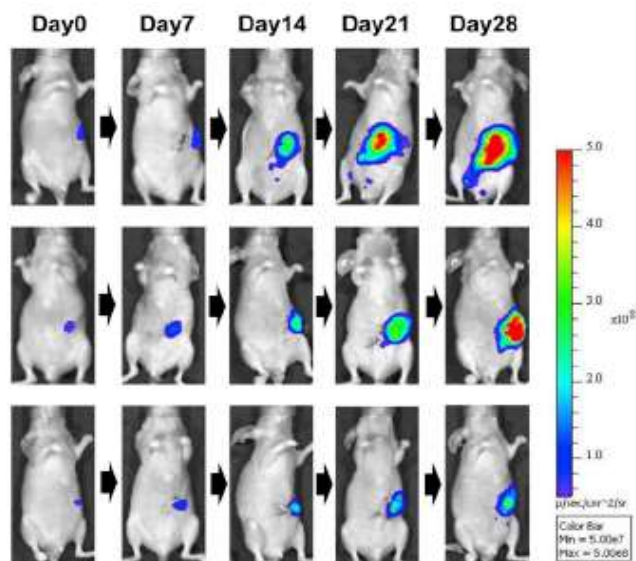 Day0 Day7 Day14 Day21 Day28
5.0
4.0
3.0
x10⁸
2.0
1.0
p/sec/cm^2/sr
Color Bar
Min = 5.00e7
Max = 5.00e8